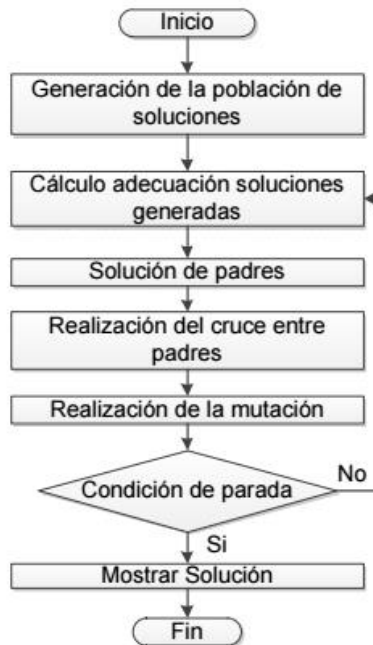 Inicio
Generación de la población de
soluciones
Cálculo adecuación soluciones
generadas
Solución de padres
Realización del cruce entre
padres
Realización de la mutación
Condición de parada
No
Si
Mostrar Solución
Fin